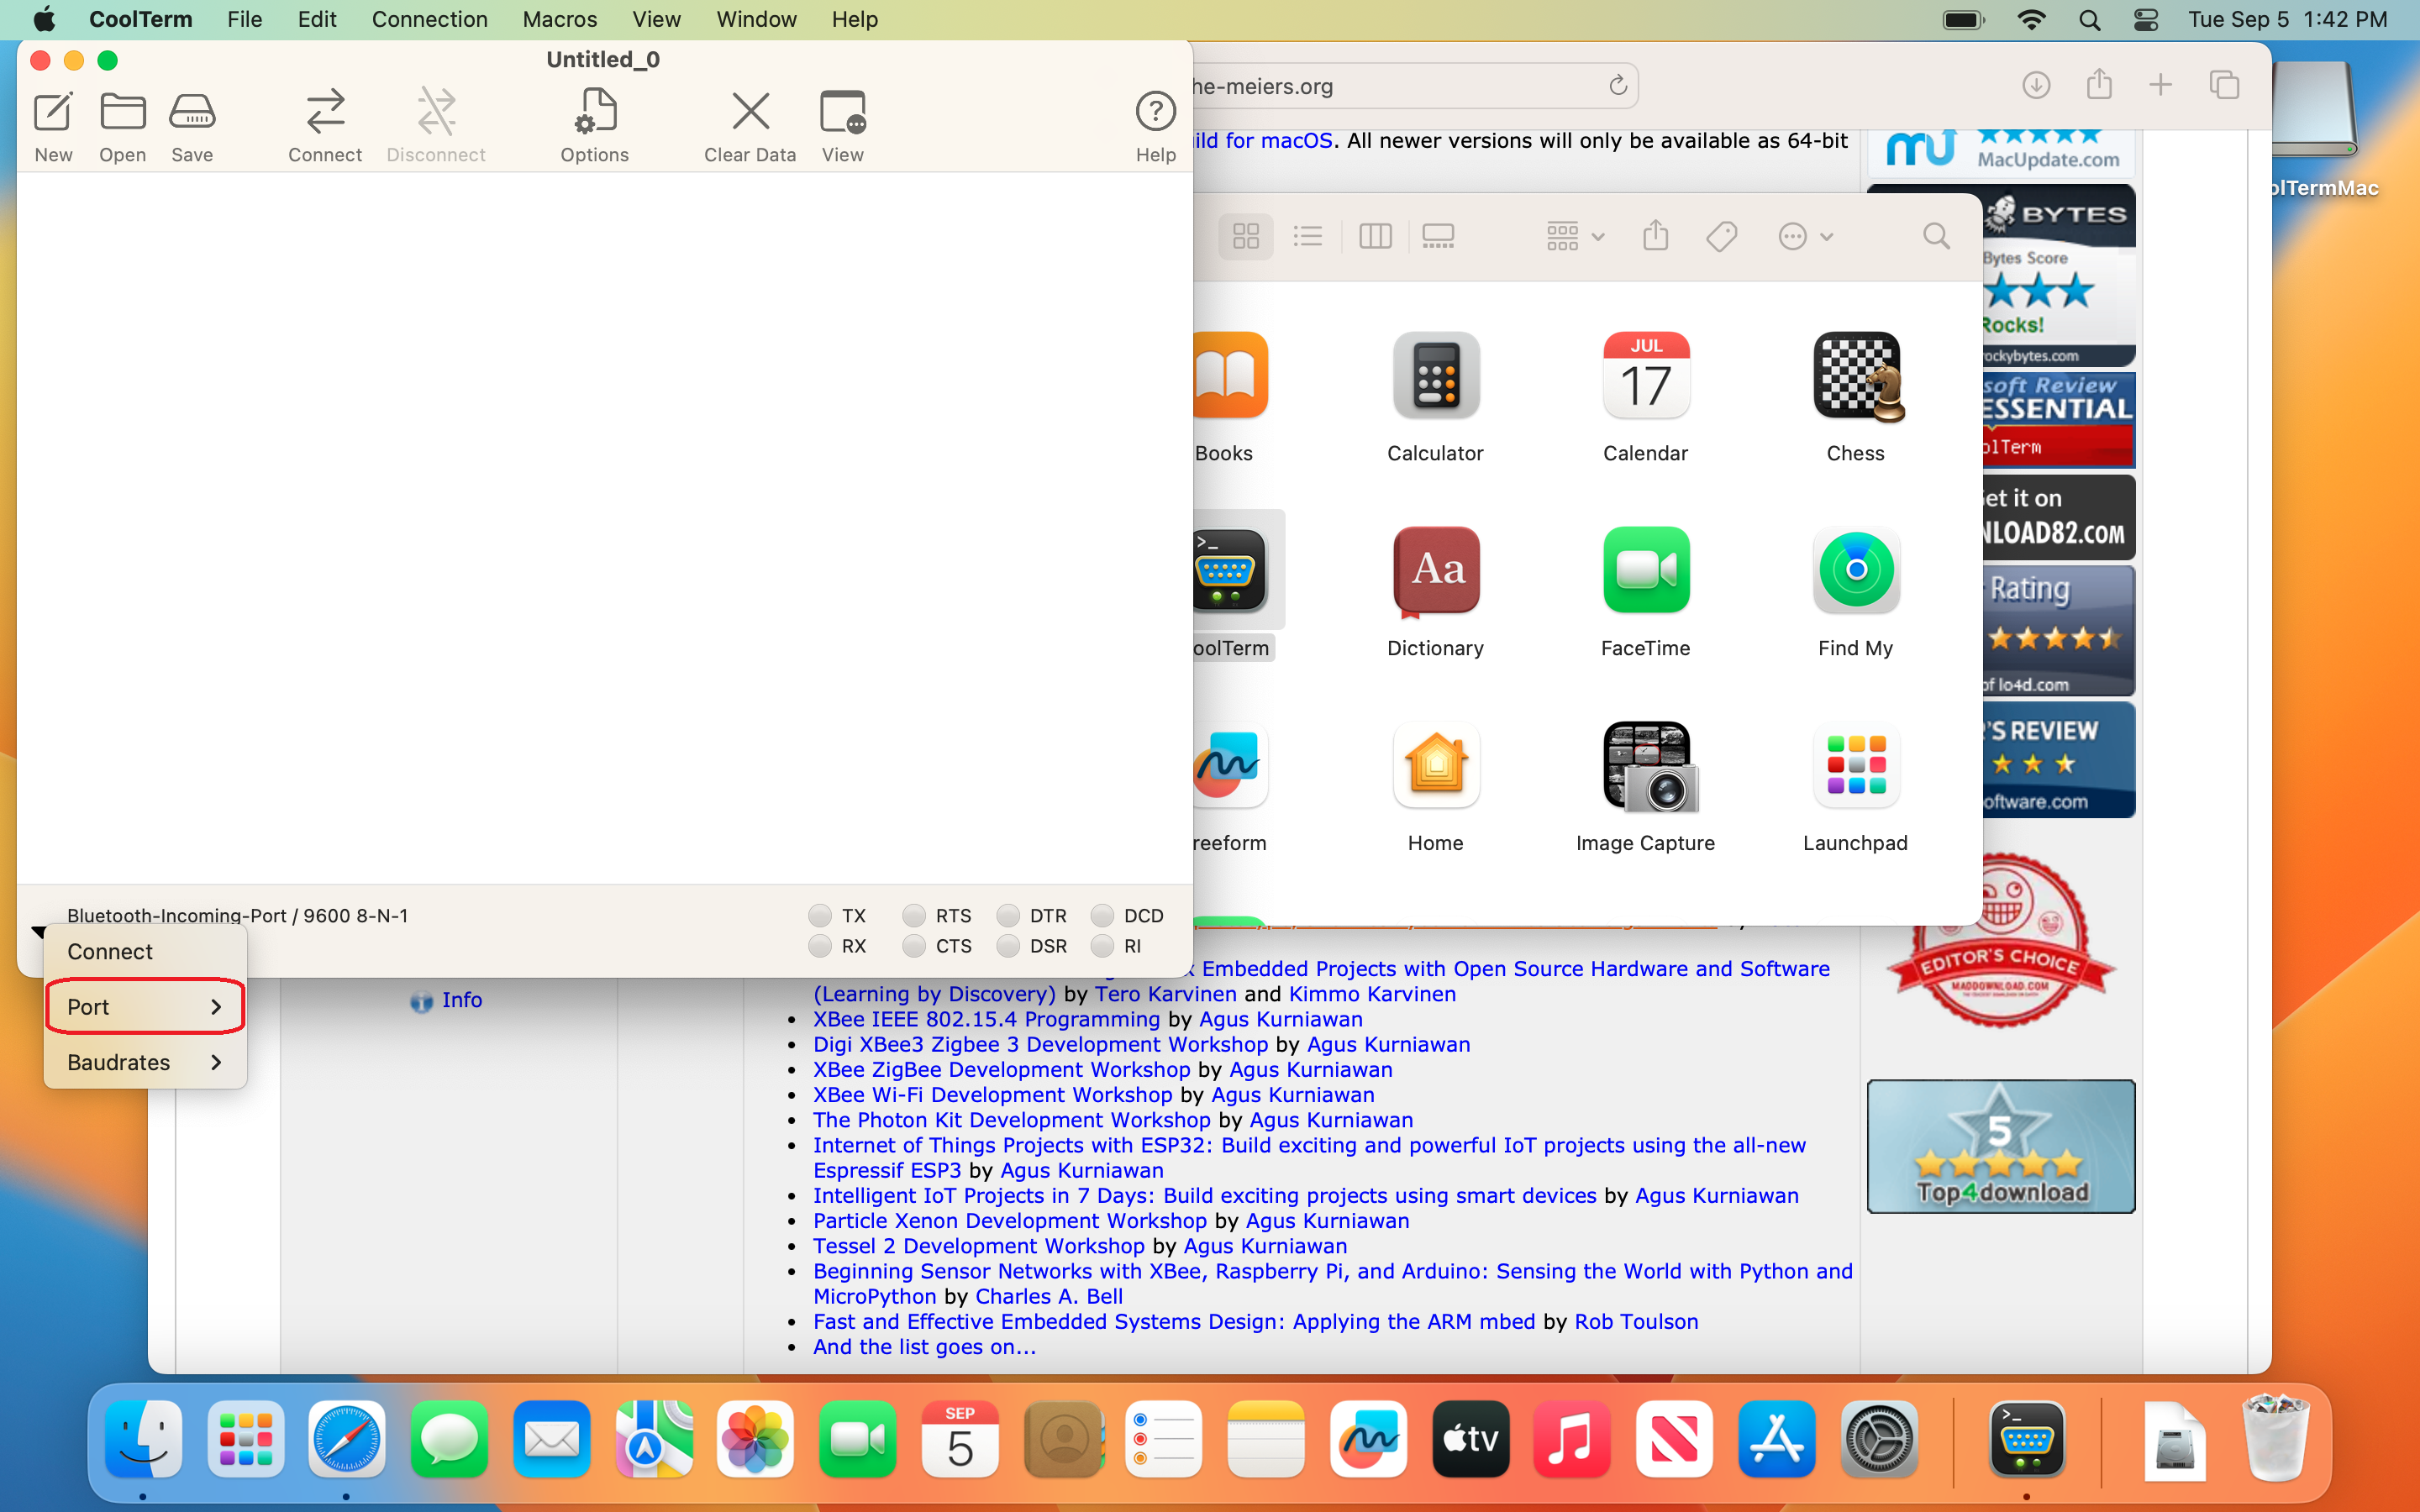 CoolTerm File Edit Connection Macros View Window Help Tue Sep 5 1:42 PM
Untitled_0
New Open Save Connect Disconnect Options Clear Data View Help
he-meiers.org
ild for macOS. All newer versions will only be available as 64-bit
MacUpdate.com
olTermMac
BYTES
Bytes Score
Rocks!
ockybytes.com
soft Review
ESSENTIAL
olTerm
et it on
NLOAD82.COM
Rating
of lo4d.com
'S REVIEW
oftware.com
EDITOR'S CHOICE
MADDOWNLOAD.COM
5
Top4download
JUL
17
Books Calculator Calendar Chess
>_
Aa
oolTerm Dictionary FaceTime Find My
reeform Home Image Capture Launchpad
Bluetooth-Incoming-Port / 9600 8-N-1
TX RTS DTR DCD
RX CTS DSR RI
Connect
Port
Baudrates
Info
x Embedded Projects with Open Source Hardware and Software
(Learning by Discovery) by Tero Karvinen and Kimmo Karvinen
• XBee IEEE 802.15.4 Programming by Agus Kurniawan
• Digi XBee3 Zigbee 3 Development Workshop by Agus Kurniawan
• XBee ZigBee Development Workshop by Agus Kurniawan
• XBee Wi-Fi Development Workshop by Agus Kurniawan
• The Photon Kit Development Workshop by Agus Kurniawan
• Internet of Things Projects with ESP32: Build exciting and powerful IoT projects using the all-new
Espressif ESP3 by Agus Kurniawan
• Intelligent IoT Projects in 7 Days: Build exciting projects using smart devices by Agus Kurniawan
• Particle Xenon Development Workshop by Agus Kurniawan
• Tessel 2 Development Workshop by Agus Kurniawan
• Beginning Sensor Networks with XBee, Raspberry Pi, and Arduino: Sensing the World with Python and
MicroPython by Charles A. Bell
• Fast and Effective Embedded Systems Design: Applying the ARM mbed by Rob Toulson
• And the list goes on...
SEP
5
tv
>_